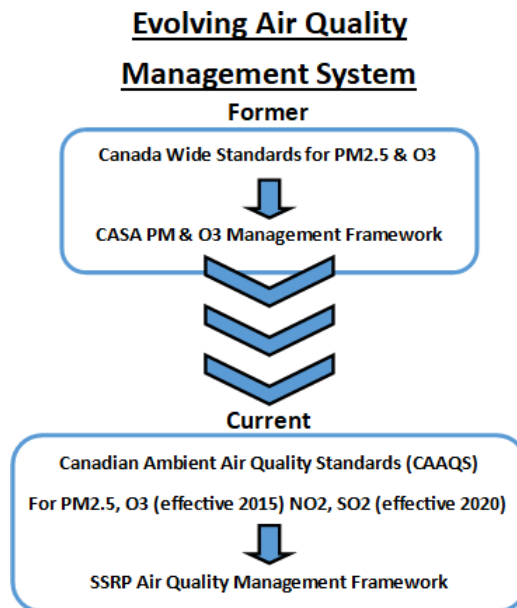 Evolving Air Quality
Management System
Former
Canada Wide Standards for PM2.5 & O3
CASA PM & O3 Management Framework
Current
Canadian Ambient Air Quality Standards (CAAQS)
For PM2.5, O3 (effective 2015) NO2, SO2 (effective 2020)
SSRP Air Quality Management Framework